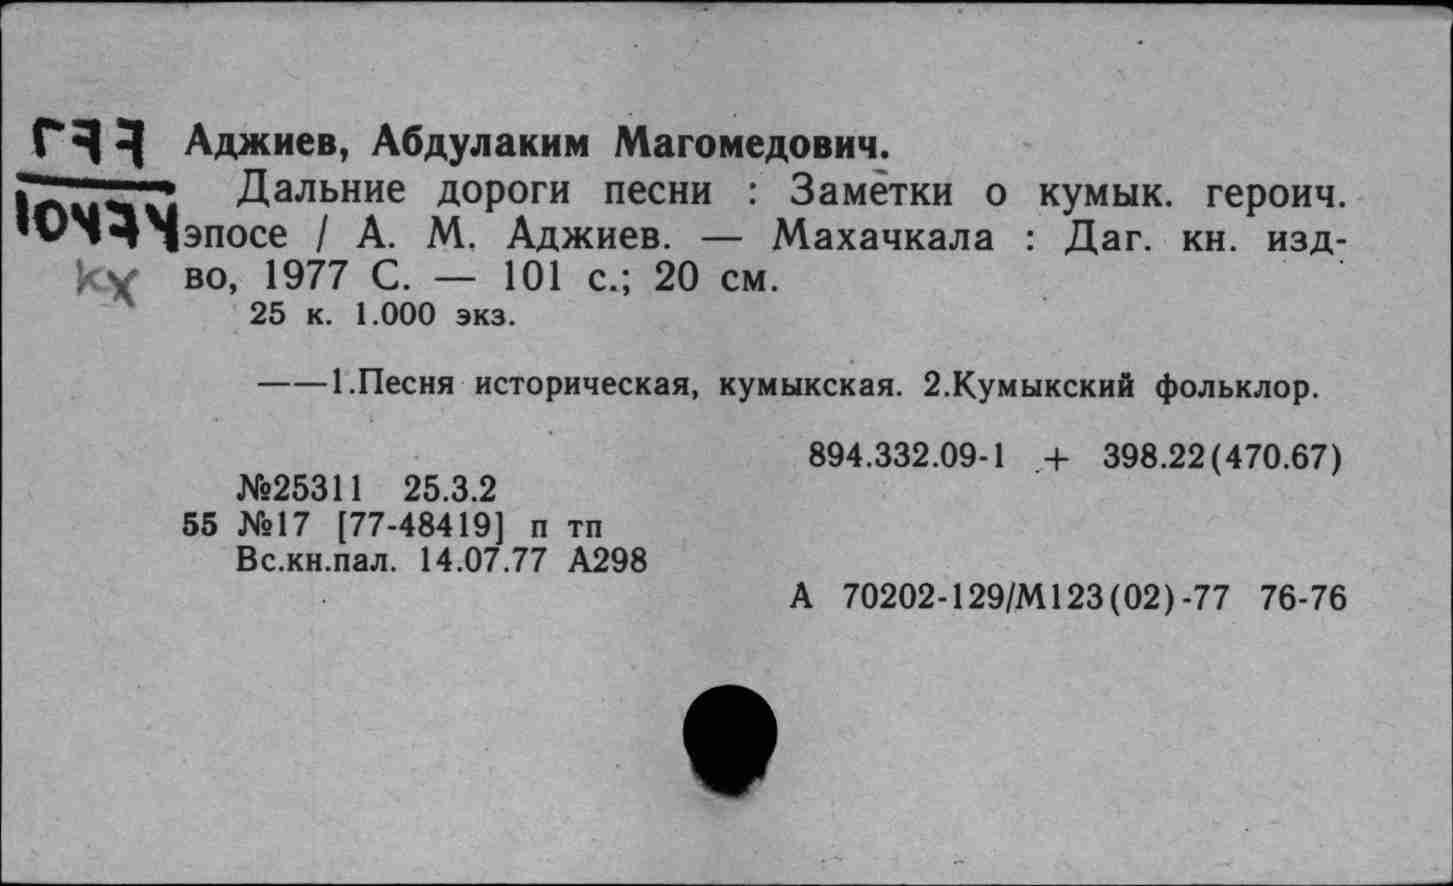 Аджиев, Абдулаким Магомедович.
Дальние дороги песни : Заметки о кумык. героич.
эпосе / А. М. Аджиев. — Махачкала : Даг. кн. изд-
во, 1977 С. — 101 с.; 20 см.
25 к. 1.000 экз.
——1.Песня историческая, кумыкская. 2.Кумыкский фольклор.
894.332.09-1 + 398.22(470.67)
№25311 25.3.2
55 №17 [77-48419] п тп
Вс.кн.пал. 14.07.77 А298
А 70202-129/М123(02)-77 76-76